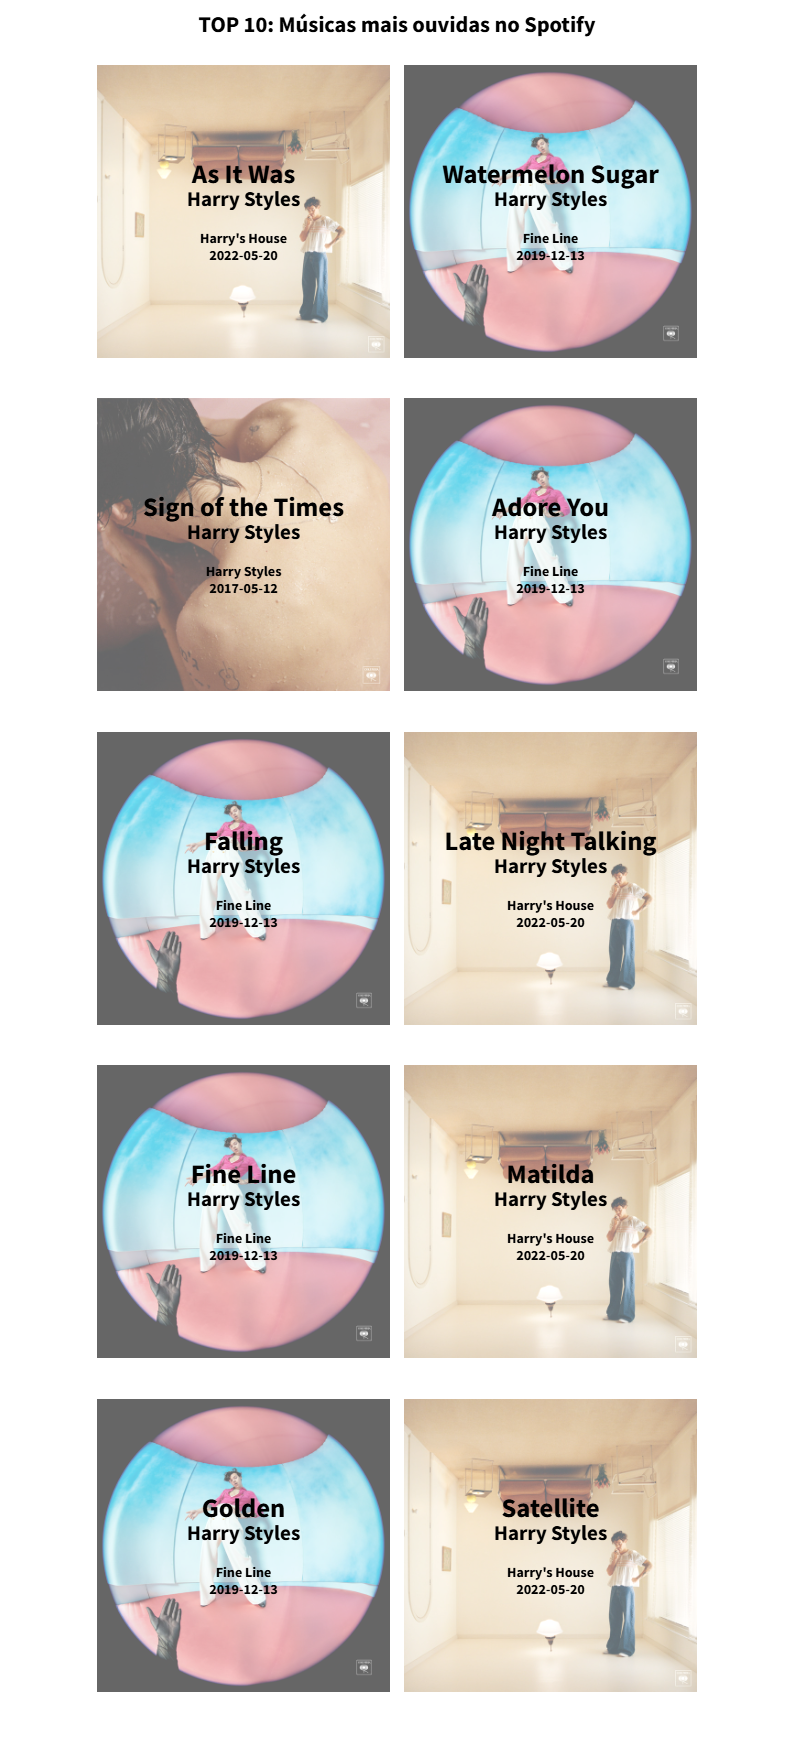 TOP 10: Músicas mais ouvidas no Spotify
As It Was
Harry Styles
Harry's House
2022-05-20
Watermelon Sugar
Harry Styles
Fine Line
2019-12-13
Sign of the Times
Harry Styles
Harry Styles
2017-05-12
Adore You
Harry Styles
Fine Line
2019-12-13
Falling
Harry Styles
Fine Line
2019-12-13
Late Night Talking
Harry Styles
Harry's House
2022-05-20
Fine Line
Harry Styles
Fine Line
2019-12-13
Matilda
Harry Styles
Harry's House
2022-05-20
Golden
Harry Styles
Fine Line
2019-12-13
Satellite
Harry Styles
Harry's House
2022-05-20